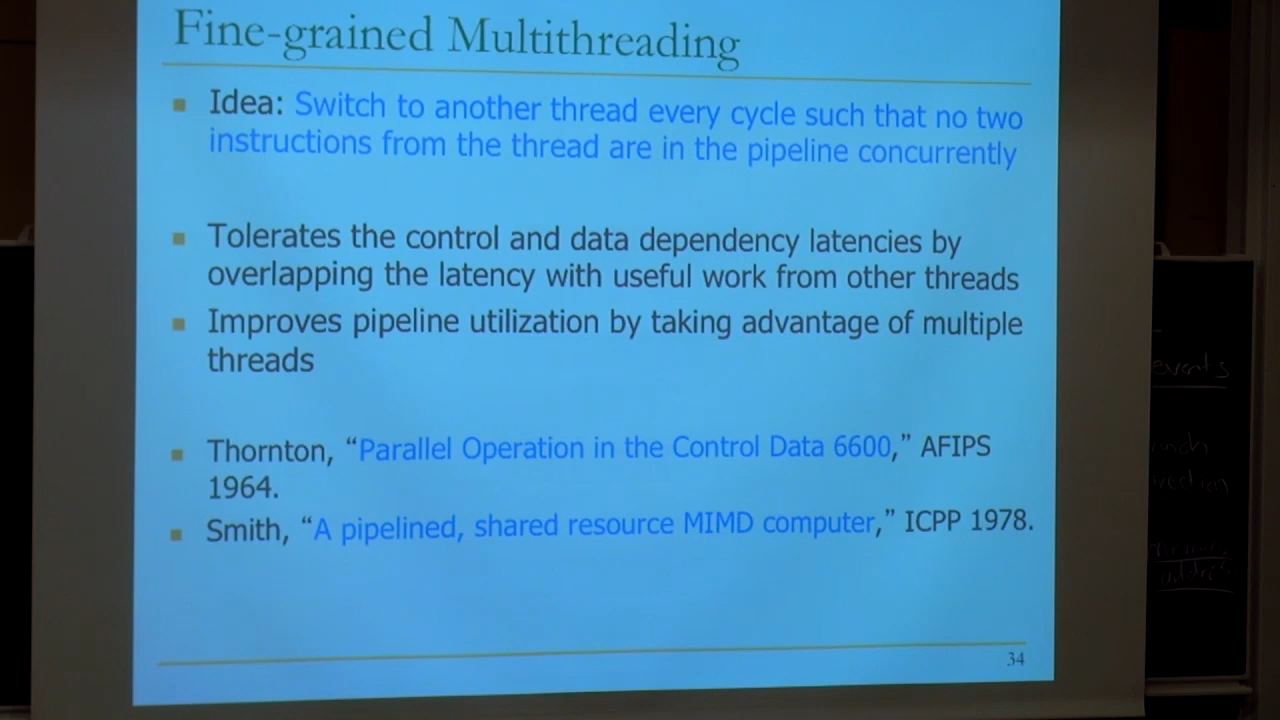 Fine-grained Multithreading
Idea: Switch to another thread every cycle such that no two
instructions from the thread are in the pipeline concurrently
Tolerates the control and data dependency latencies by
overlapping the latency with useful work from other threads
Improves pipeline utilization by taking advantage of multiple
threads
Thornton, “Parallel Operation in the Control Data 6600,” AFIPS
1964.
Smith, “A pipelined, shared resource MIMD computer,” ICPP 1978.
34
events